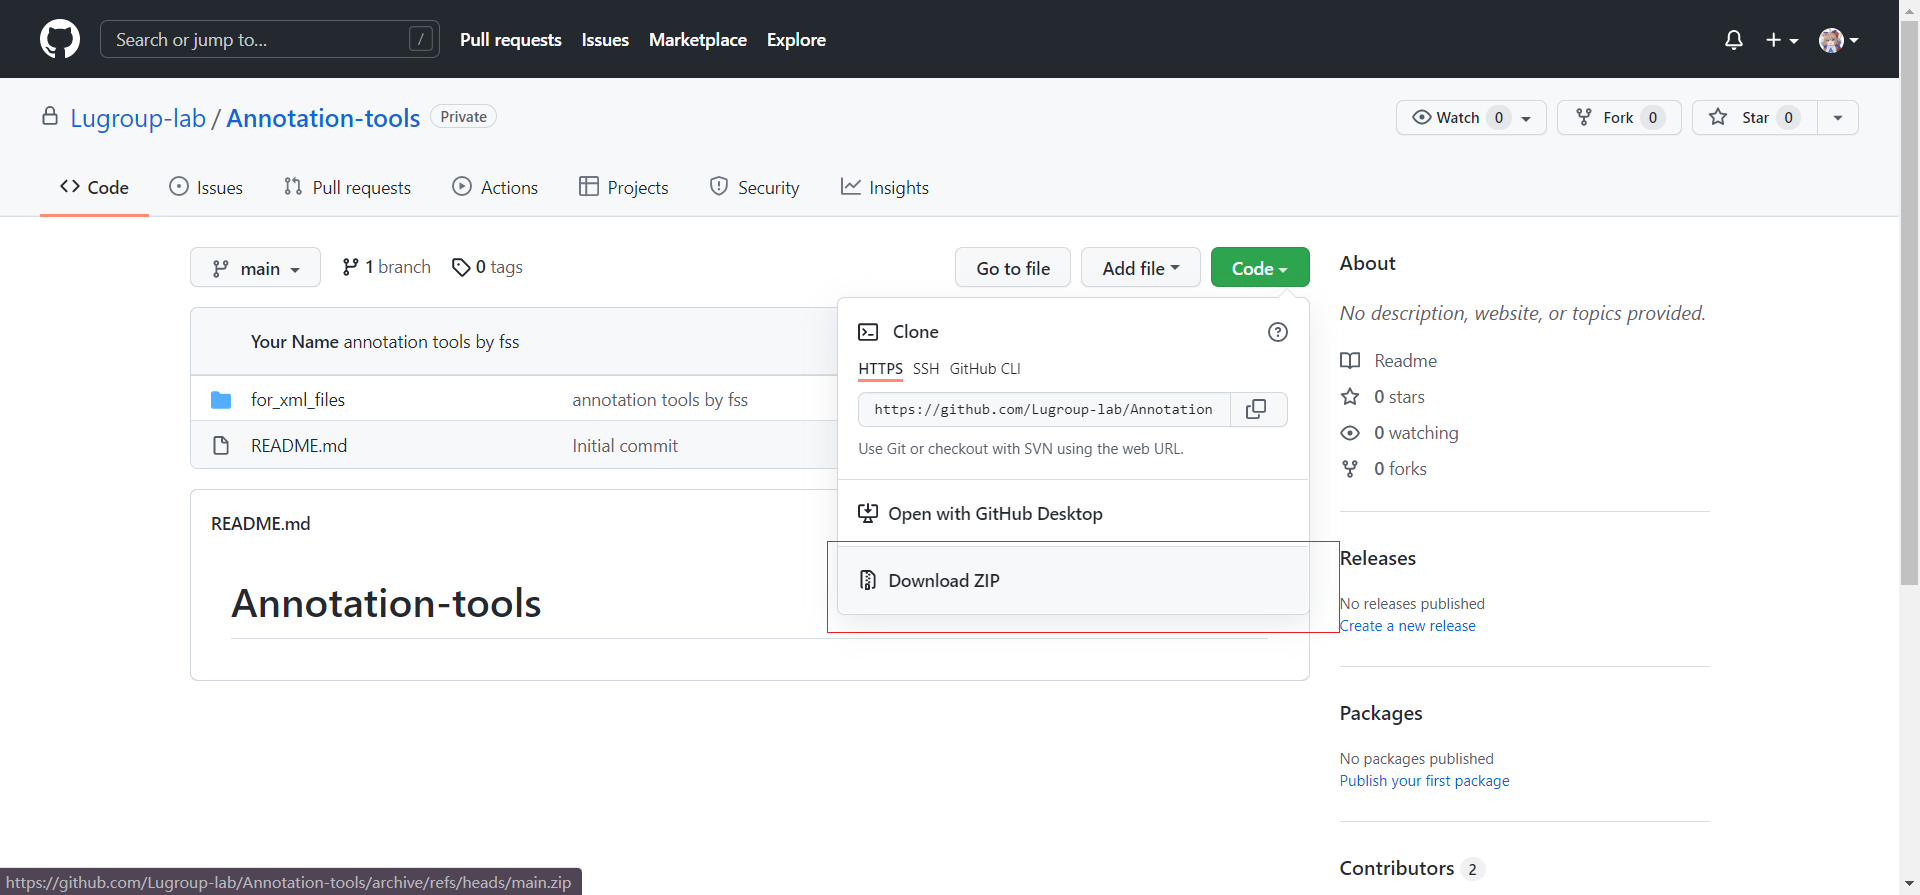 Search or jump to... /
Pull requests Issues Marketplace Explore
Lugroup-lab / Annotation-tools Private
Watch 0 Fork 0 Star 0
Code Issues Pull requests Actions Projects Security Insights
main 1 branch 0 tags Go to file Add file Code
Your Name annotation tools by fss
for_xml_files annotation tools by fss
README.md Initial commit
README.md
Annotation-tools
Clone
HTTPS SSH GitHub CLI
https://github.com/Lugroup-lab/Annotation
Use Git or checkout with SVN using the web URL.
Open with GitHub Desktop
Download ZIP
About
No description, website, or topics provided.
Readme
0 stars
0 watching
0 forks
Releases
No releases published
Create a new release
Packages
No packages published
Publish your first package
Contributors 2
https://github.com/Lugroup-lab/Annotation-tools/archive/refs/heads/main.zip